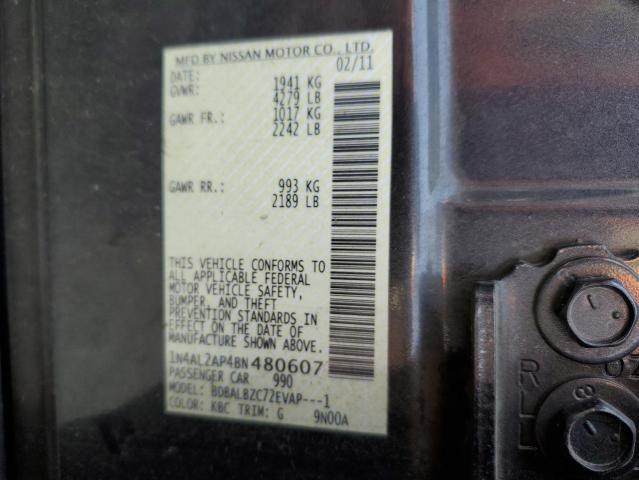 MFD BY NISSAN MOTOR CO., LTD.
DATE: 02/11
GVWR: 1941 KG
4279 LB
GAWR FR.: 1017 KG
2242 LB
GAWR RR.: 993 KG
2189 LB
THIS VEHICLE CONFORMS TO
ALL APPLICABLE FEDERAL
MOTOR VEHICLE SAFETY,
BUMPER, AND THEFT
PREVENTION STANDARDS IN
EFFECT ON THE DATE OF
MANUFACTURE SHOWN ABOVE.
1N4AL2AP4BN480607
PASSENGER CAR 990
MODEL: BDBALBZC72EVAP---1
COLOR: KBC TRIM: G 9N00A
8